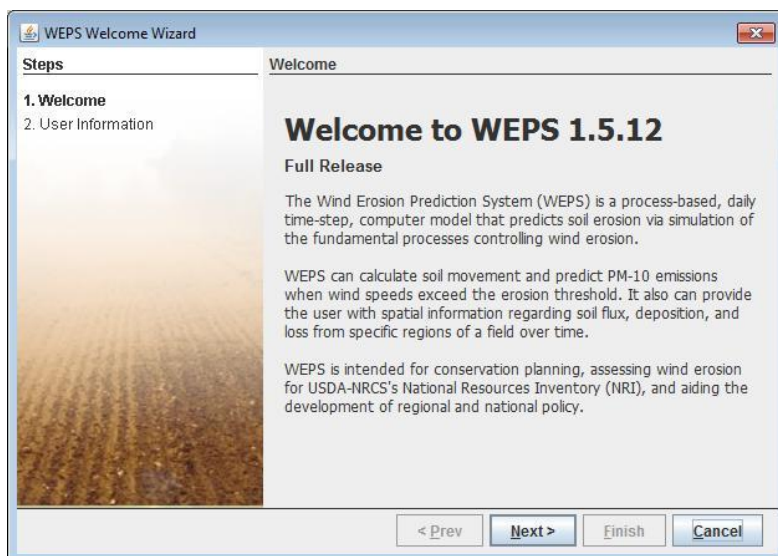 WEPS Welcome Wizard
Steps
1. Welcome
2. User Information
Welcome
Welcome to WEPS 1.5.12
Full Release
The Wind Erosion Prediction System (WEPS) is a process-based, daily
time-step, computer model that predicts soil erosion via simulation of
the fundamental processes controlling wind erosion.
WEPS can calculate soil movement and predict PM-10 emissions
when wind speeds exceed the erosion threshold. It also can provide
the user with spatial information regarding soil flux, deposition, and
loss from specific regions of a field over time.
WEPS is intended for conservation planning, assessing wind erosion
for USDA-NRCS's National Resources Inventory (NRI), and aiding the
development of regional and national policy.
< Prev Next > Finish Cancel